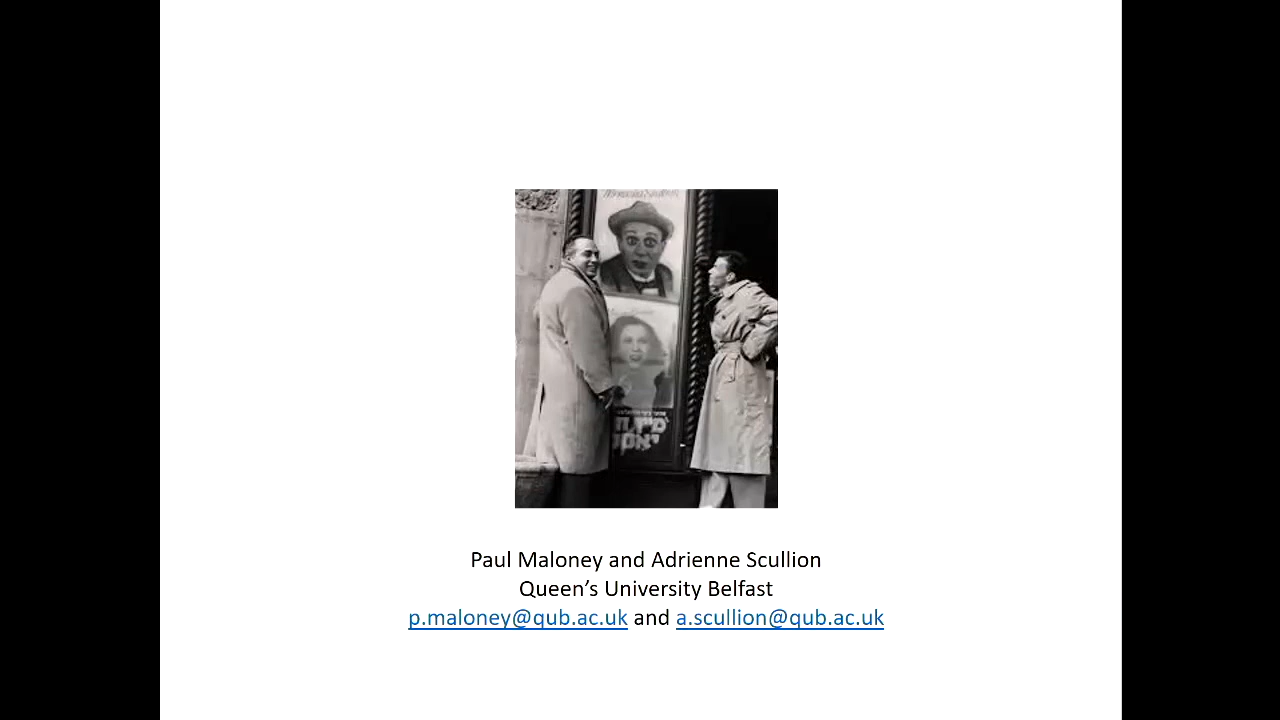 Paul Maloney and Adrienne Scullion
Queen’s University Belfast
p.maloney@qub.ac.uk and a.scullion@qub.ac.uk